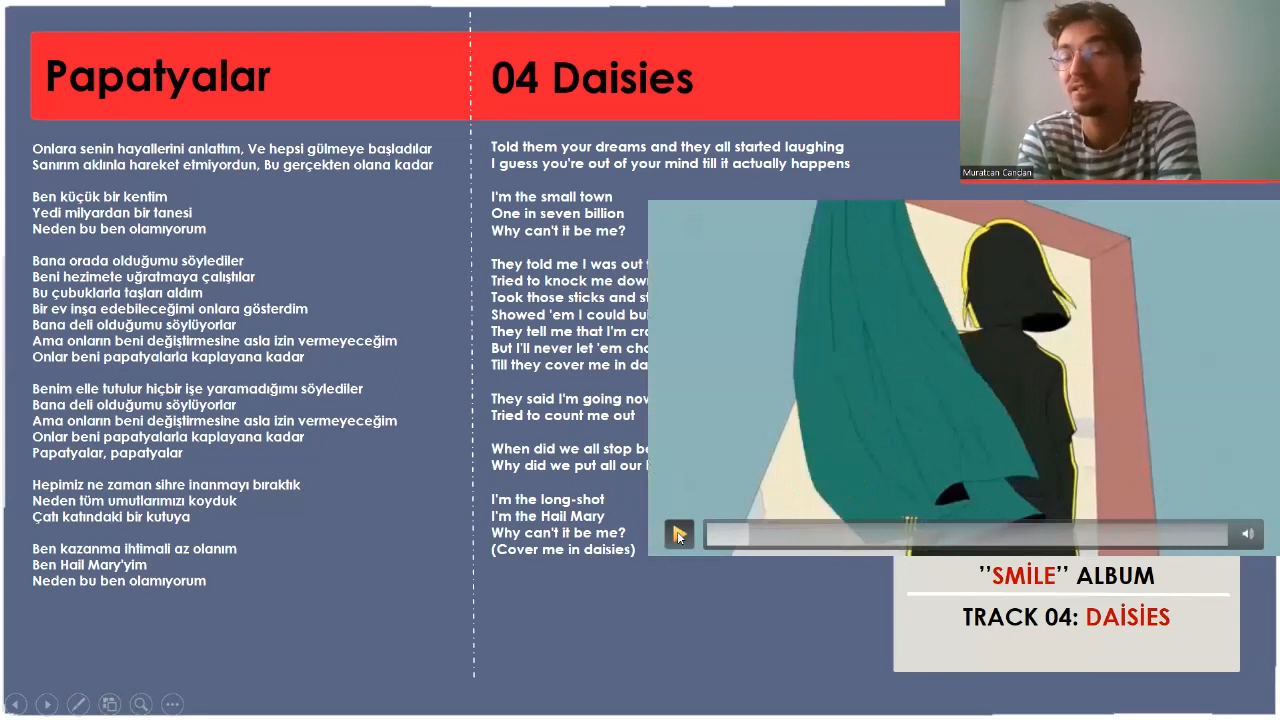 Papatyalar
Onlara senin hayallerini anlattım, Ve hepsi gülmeye başladılar
Sanırım aklınla hareket etmiyordun, Bu gerçekten olana kadar
Ben küçük bir kentim
Yedi milyardan bir tanesi
Neden bu ben olamıyorum
Bana orada olduğumu söylediler
Beni hezimete uğratmaya çalıştılar
Bu çubuklarla taşları aldım
Bir ev inşa edebileceğimi onlara gösterdim
Bana deli olduğumu söylüyorlar
Ama onların beni değiştirmesine asla izin vermeyeceğim
Onlar beni papatyalarla kaplayana kadar
Benim elle tutulur hiçbir işe yaramadığımı söylediler
Bana deli olduğumu söylüyorlar
Ama onların beni değiştirmesine asla izin vermeyeceğim
Onlar beni papatyalarla kaplayana kadar
Papatyalar, papatyalar
Hepimiz ne zaman sihre inanmayı bıraktık
Neden tüm umutlarımızı koyduk
Çatı katındaki bir kutuya
Ben kazanma ihtimali az olanım
Ben Hail Mary'yim
Neden bu ben olamıyorum
04 Daisies
Told them your dreams and they all started laughing
I guess you're out of your mind till it actually happens
I'm the small town
One in seven billion
Why can't it be me?
They told me I was out
Tried to knock me dow
Took those sticks and s
Showed 'em I could bu
They tell me that I'm cr
But I'll never let 'em cha
Till they cover me in da
They said I'm going no
Tried to count me out
When did we all stop be
Why did we put all our
I'm the long-shot
I'm the Hail Mary
Why can't it be me?
(Cover me in daisies)
Muratcan Candan
''SMİLE'' ALBUM
TRACK 04: DAİSİES